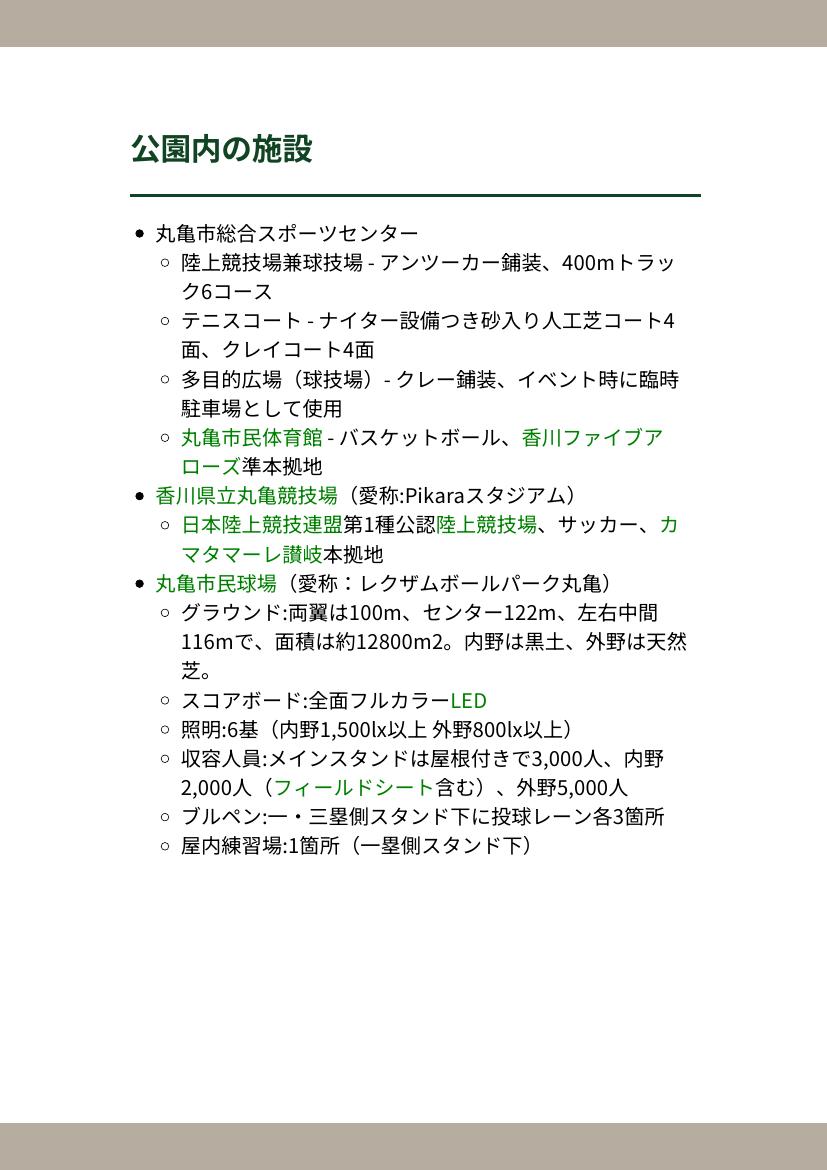 公園内の施設
丸亀市総合スポーツセンター
陸上競技場兼球技場 - アンツーカー鋪装、400mトラッ
ク6コース
テニスコート - ナイター設備つき砂入り人工芝コート4
面、クレイコート4面
多目的広場（球技場）- クレー鋪装、イベント時に臨時
駐車場として使用
丸亀市民体育館 - バスケットボール、香川ファイブア
ローズ準本拠地
香川県立丸亀競技場（愛称:Pikaraスタジアム）
日本陸上競技連盟第1種公認陸上競技場、サッカー、カ
マタマーレ讃岐本拠地
丸亀市民球場（愛称：レクザムボールパーク丸亀）
グラウンド:両翼は100m、センター122m、左右中間
116mで、面積は約12800m2。内野は黒土、外野は天然
芝。
スコアボード:全面フルカラーLED
照明:6基（内野1,500lx以上 外野800lx以上）
収容人員:メインスタンドは屋根付きで3,000人、内野
2,000人（フィールドシート含む）、外野5,000人
ブルペン:一・三塁側スタンド下に投球レーン各3箇所
屋内練習場:1箇所（一塁側スタンド下）